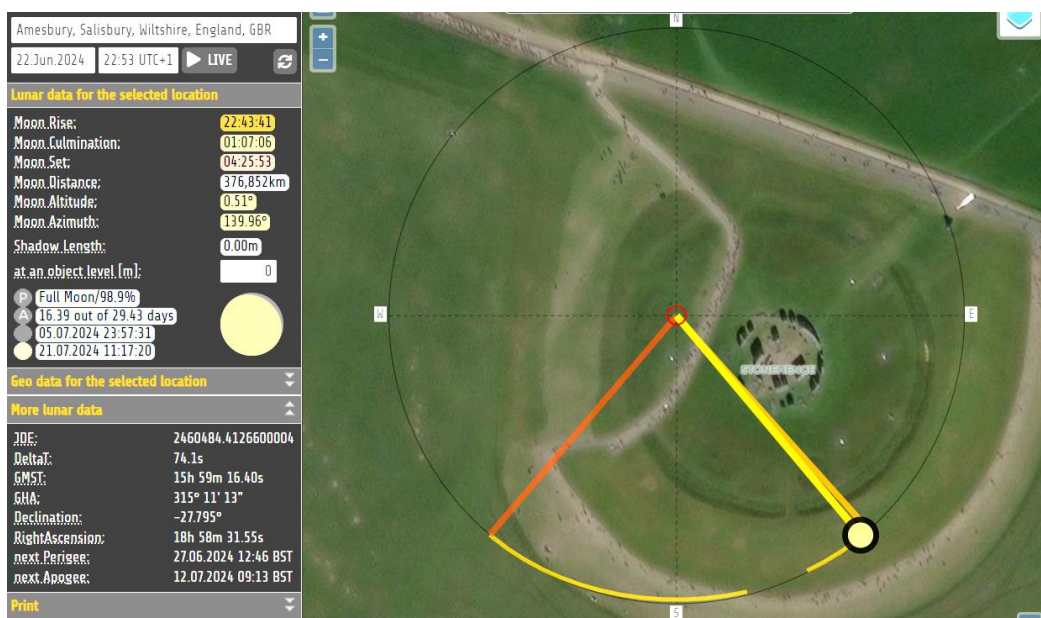 Amesbury, Salisbury, Wiltshire, England, GBR
22.Jun.2024 22:53 UTC+1 LIVE
Lunar data for the selected location
Moon Rise: 22:43:41
Moon Culmination: 01:07:06
Moon Set: 04:25:53
Moon Distance: 376,852km
Moon Altitude: 0.51°
Moon Azimuth: 139.96°
Shadow Length: 0.00m
at an object level [m]: 0
P Full Moon/98.9%
A 16.39 out of 29.43 days
05.07.2024 23:57:31
21.07.2024 11:17:20
Geo data for the selected location
More lunar data
JDE: 2460484.4126600004
DeltaT: 74.1s
GMST: 15h 59m 16.40s
GHA: 315° 11' 13"
Declination: -27.795°
RightAscension: 18h 58m 31.55s
next Perigee: 27.06.2024 12:46 BST
next Apogee: 12.07.2024 09:13 BST
Print
+
−
N
W
E
STONEHENGE
S